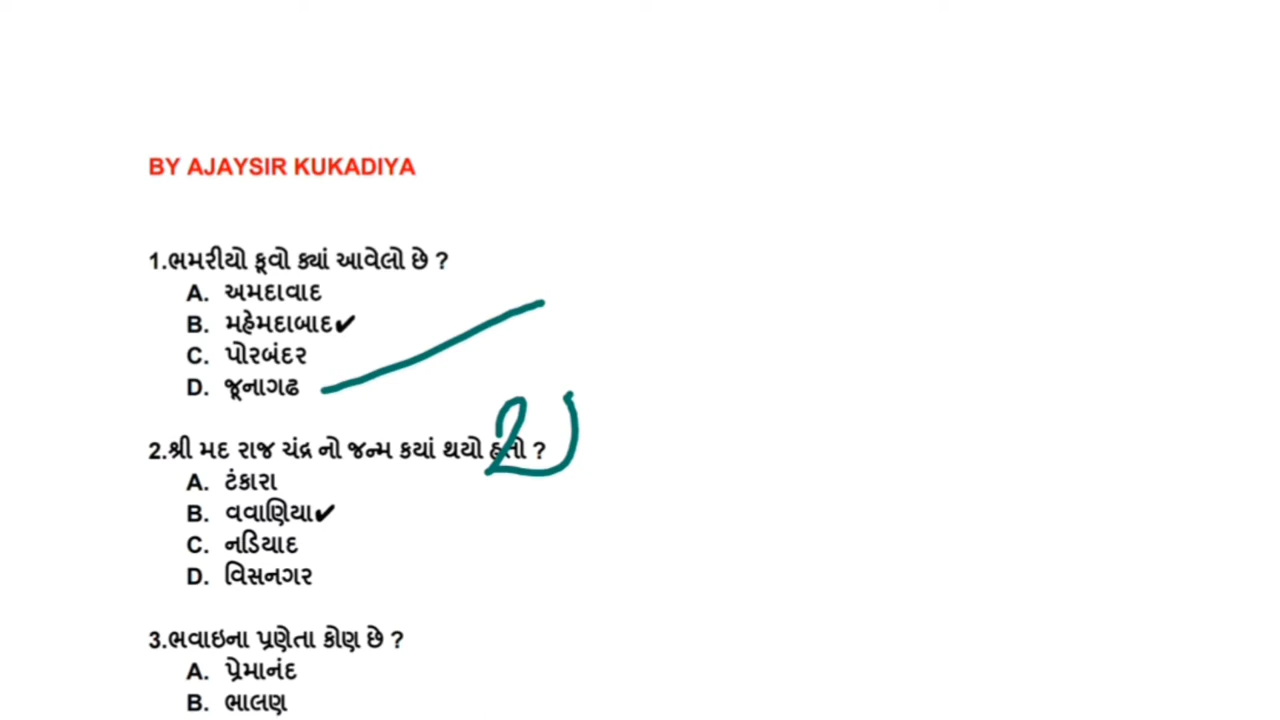 BY AJAYSIR KUKADIYA
1.ભમરીયો કૂવો ક્યાં આવેલો છે ?
A. અમદાવાદ
B. મહેમદાબાદ✔
C. પોરબંદર
D. જૂનાગઢ
2.શ્રી મદ રાજ ચંદ્ર નો જન્મ કયાં થયો હતો ?
A. ટંકારા
B. વવાણિયા✔
C. નડિયાદ
D. વિસનગર
3.ભવાઇના પ્રણેતા કોણ છે ?
A. પ્રેમાનંદ
B. ભાલણ